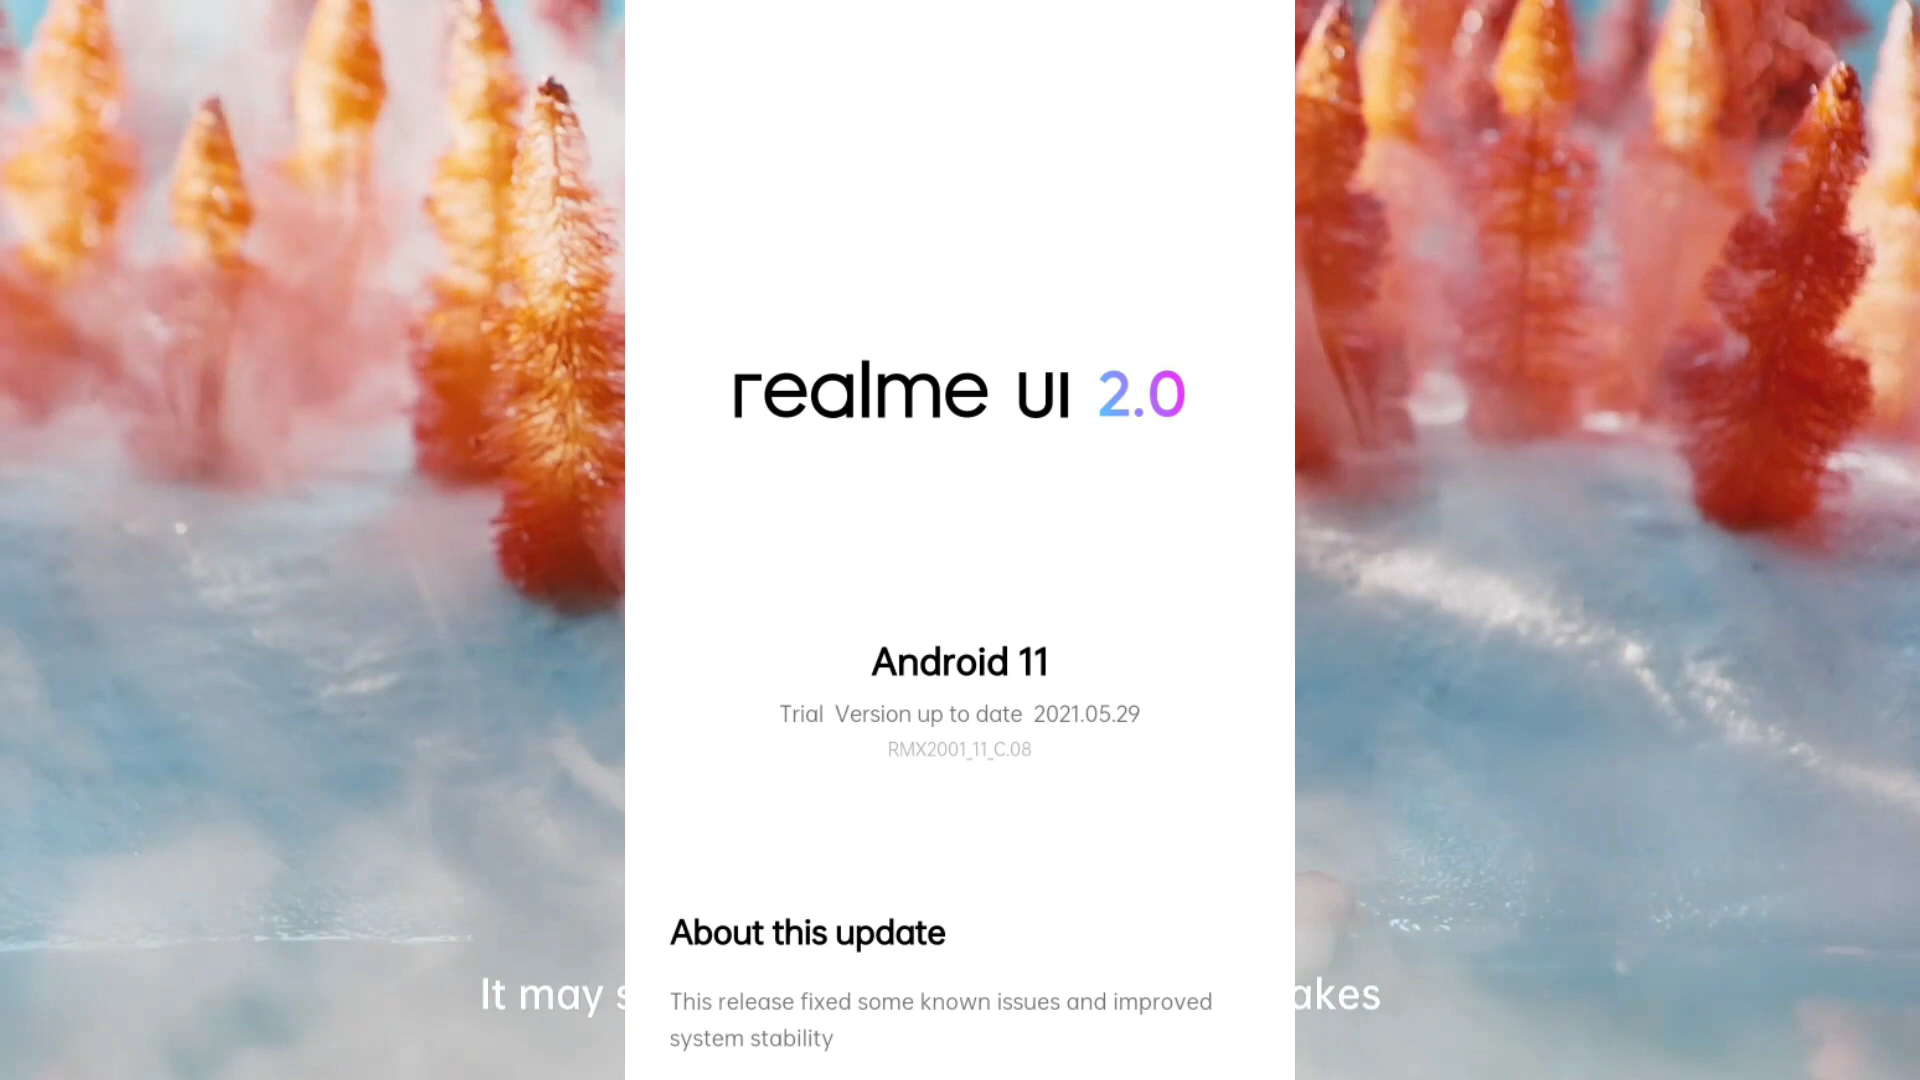 realme UI 2.0
Android 11
Trial Version up to date 2021.05.29
RMX2001_11_C.08
About this update
It may
akes
This release fixed some known issues and improved
system stability